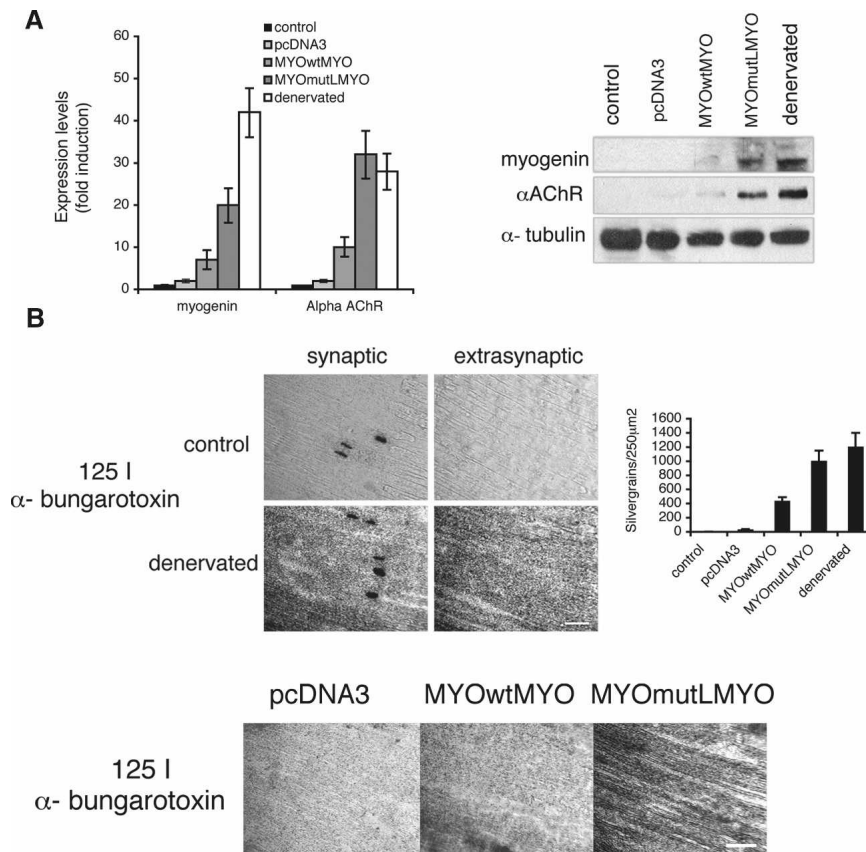 A
control
pcDNA3
MYOwtMYO
MYOmutLMYO
denervated
Expression levels
(fold induction)
60
50
40
30
20
10
0
myogenin
Alpha AChR
control
pcDNA3
MYOwtMYO
MYOmutLMYO
denervated
myogenin
αAChR
α- tubulin
B
synaptic
extrasynaptic
control
denervated
125 I
α- bungarotoxin
Silvergrains/250μm2
1600
1400
1200
1000
800
600
400
200
0
control
pcDNA3
MYOwtMYO
MYOmutLMYO
denervated
pcDNA3
MYOwtMYO
MYOmutLMYO
125 I
α- bungarotoxin